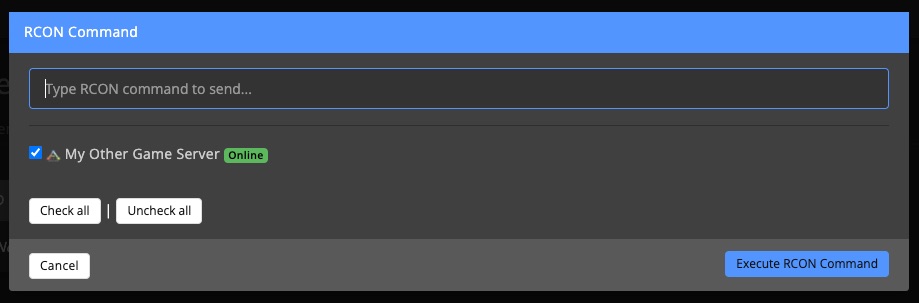 RCON Command
Type RCON command to send...
My Other Game Server Online
Check all | Uncheck all
Cancel
Execute RCON Command